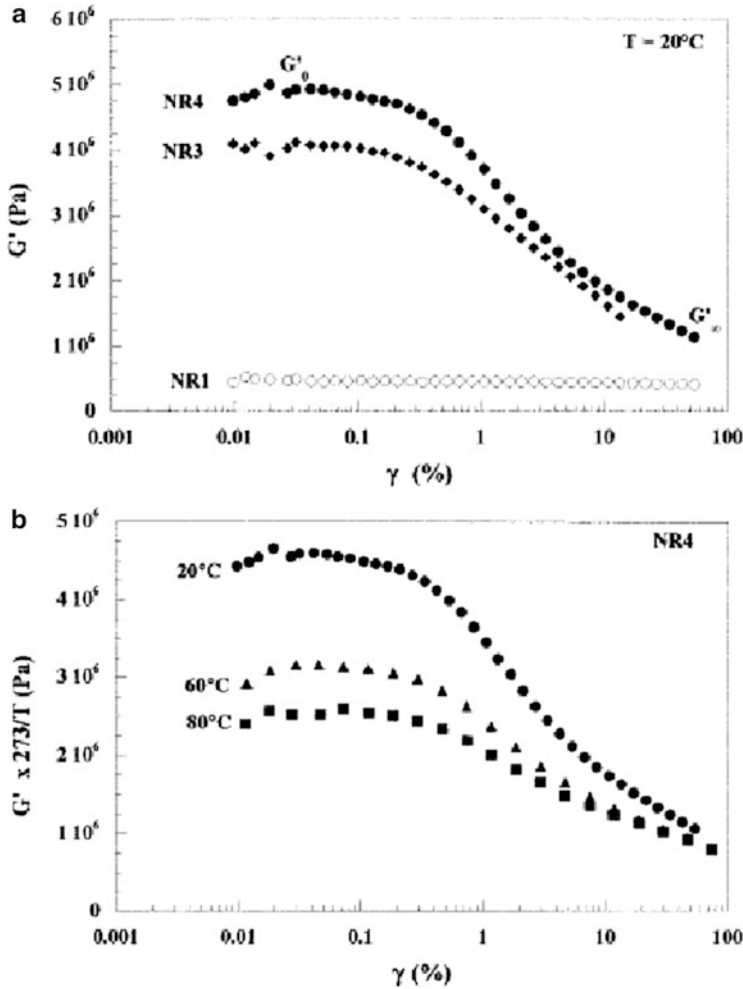 a
6 10⁶
T = 20°C
G'₀
5 10⁶
NR4
4 10⁶
NR3
G' (Pa)
3 10⁶
2 10⁶
G'∞
1 10⁶
NR1
0
0.001
0.01
0.1
1
10
100
γ (%)
b
5 10⁶
NR4
20°C
4 10⁶
G' x 273/T (Pa)
3 10⁶
60°C
80°C
2 10⁶
1 10⁶
0
0.001
0.01
0.1
1
10
100
γ (%)